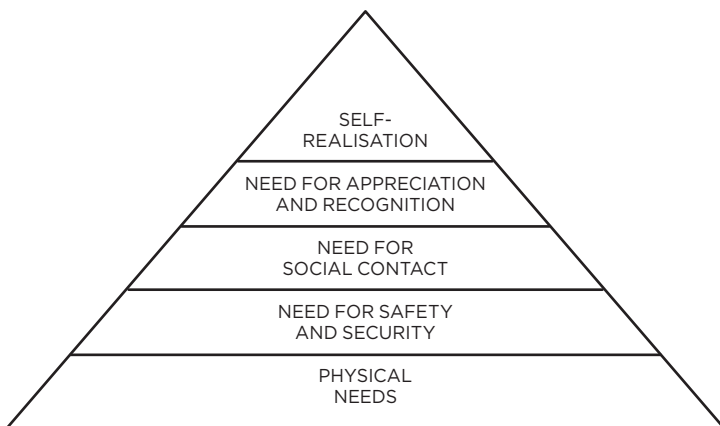 SELF-
REALISATION
NEED FOR APPRECIATION
AND RECOGNITION
NEED FOR
SOCIAL CONTACT
NEED FOR SAFETY
AND SECURITY
PHYSICAL
NEEDS